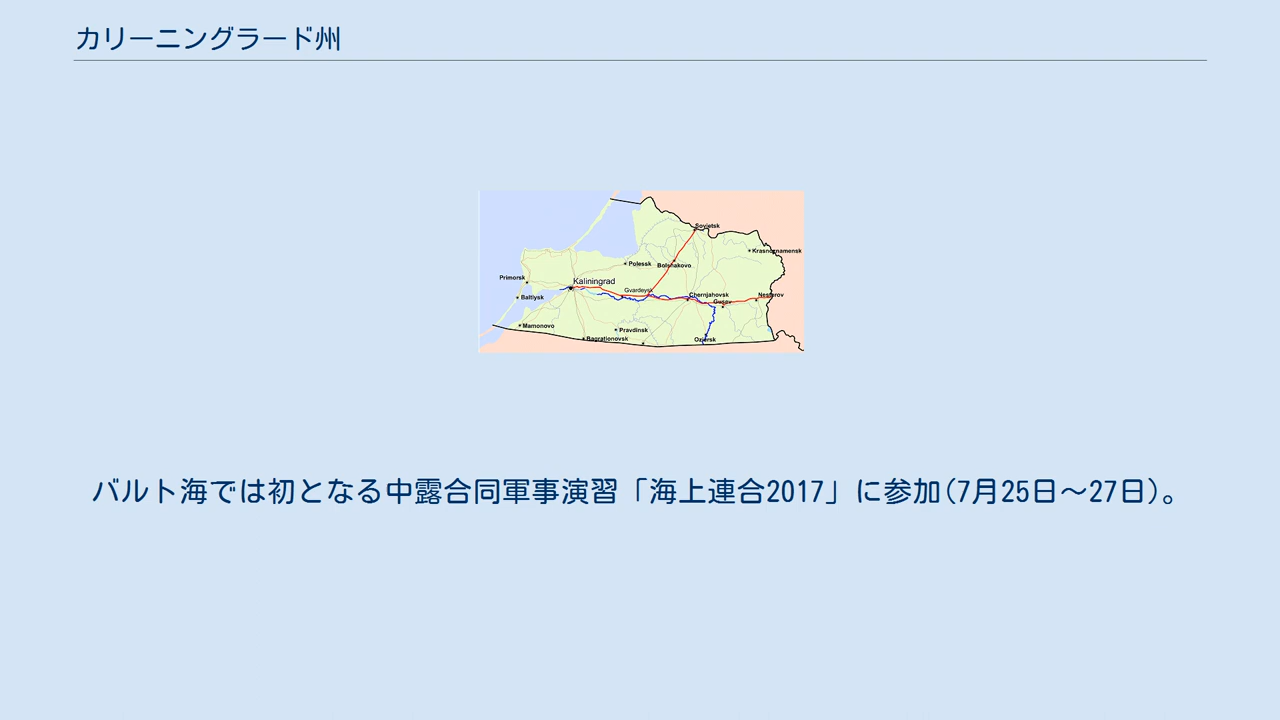 カリーニングラード州
Sovjetsk
Krasnoznamensk
Polessk
Bolshakovo
Primorsk
Kaliningrad
Gvardeysk
Baltiysk
Chernjahovsk
Nesterov
Gusev
Mamonovo
Pravdinsk
Bagrationovsk
Ozjorsk
バルト海では初となる中露合同軍事演習「海上連合2017」に参加(7月25日～27日)。